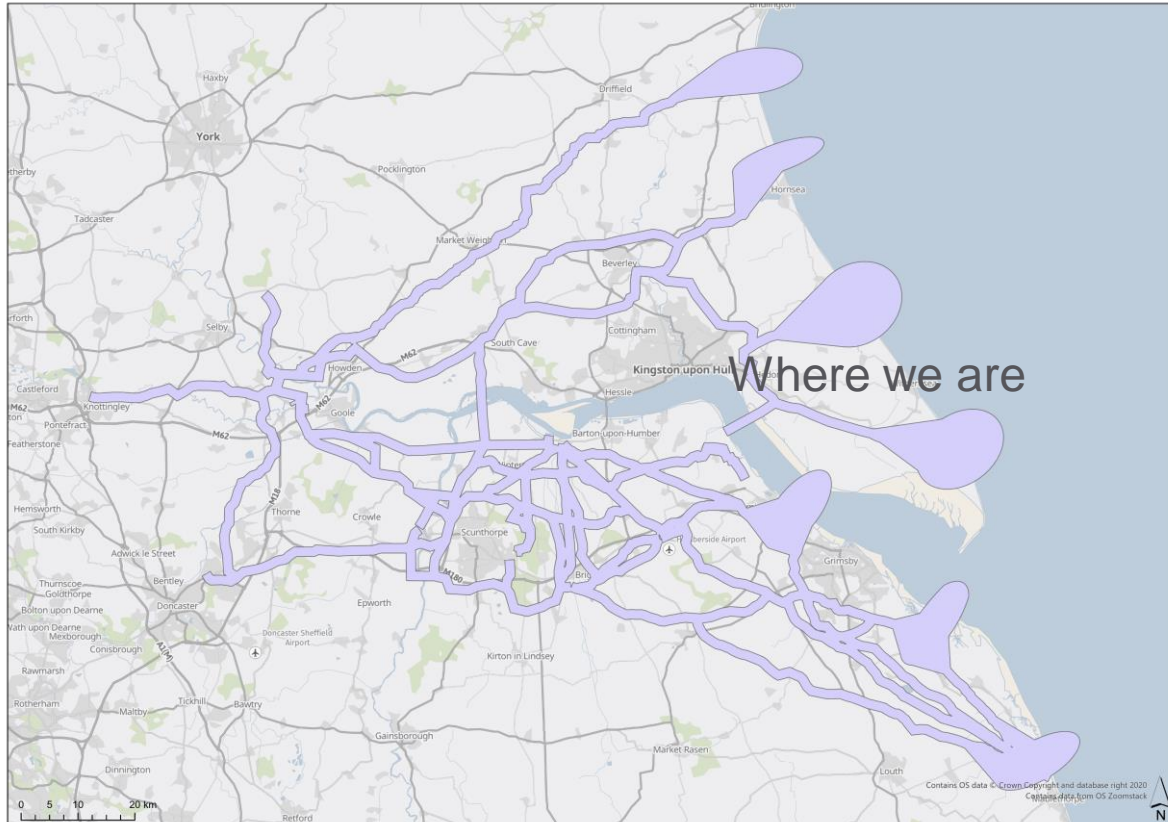 Bridlington
Haxby
Driffield
York
Pocklington
Hornsea
Tadcaster
Market Weigh
Beverley
Selby
Cottingham
South Cave
M62
Howden
Kingston upon Hul
Where we are
Castleford
Knottingley
M62
Goole
Hessle
Pontefract
M62
Barton-upon-Humber
Featherstone
M18
Hemsworth
Thorne
Crowle
South Kirkby
Scunthorpe
Adwick le Street
Airport
Grimsby
Bentley
M180
Thurnscoe
Goldthorpe
Doncaster
Epworth
Bolton upon Dearne
Wath upon Dearne
Mexborough
Doncaster Sheffield
Airport
Conisbrough
A1(M)
Kirton in Lindsey
Rawmarsh
Tickhill
Rotherham
Maltby
Bawtry
Gainsborough
Market Rasen
Dinnington
Louth
Contains OS data © Crown Copyright and database right 2020
Contains data from OS Zoomstack
0 5 10 20 km
Retford
N